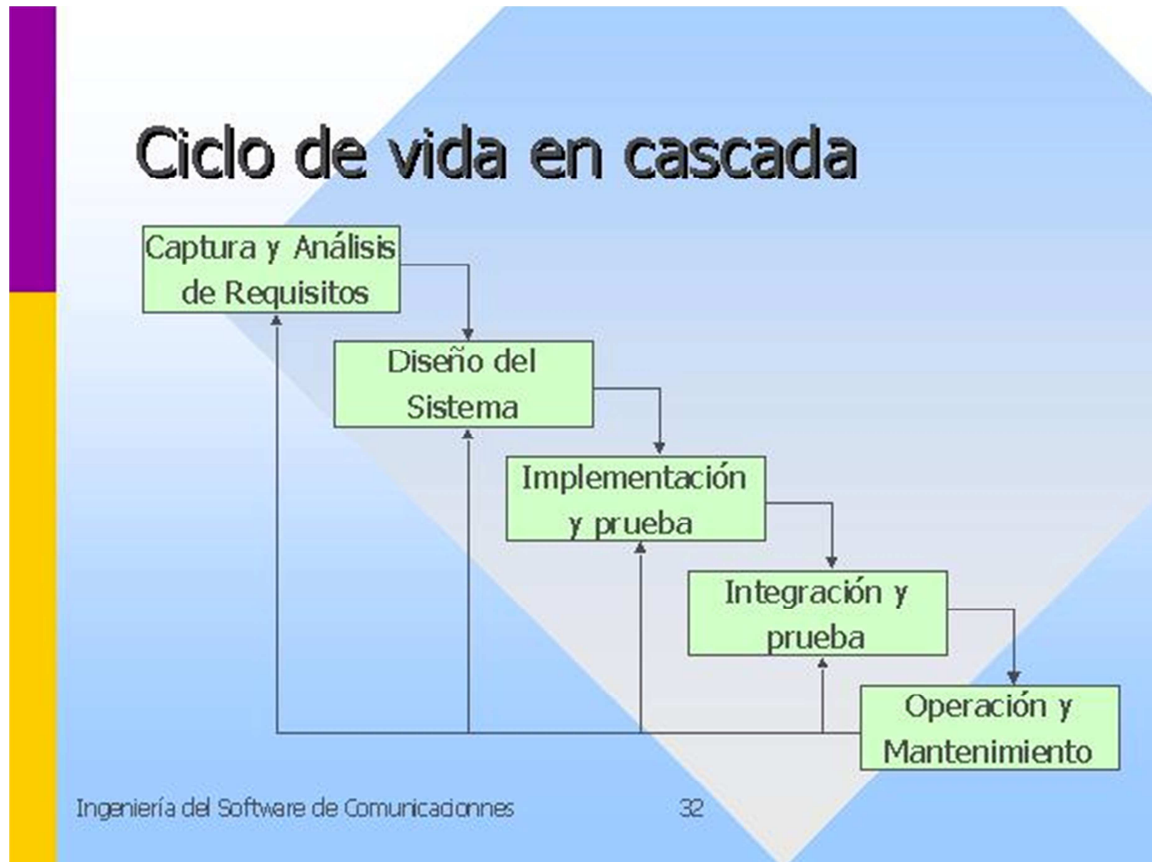 Ciclo de vida en cascada
Captura y Análisis
de Requisitos
Diseño del
Sistema
Implementación
y prueba
Integración y
prueba
Operación y
Mantenimiento
Ingeniería del Software de Comunicacionnes
32